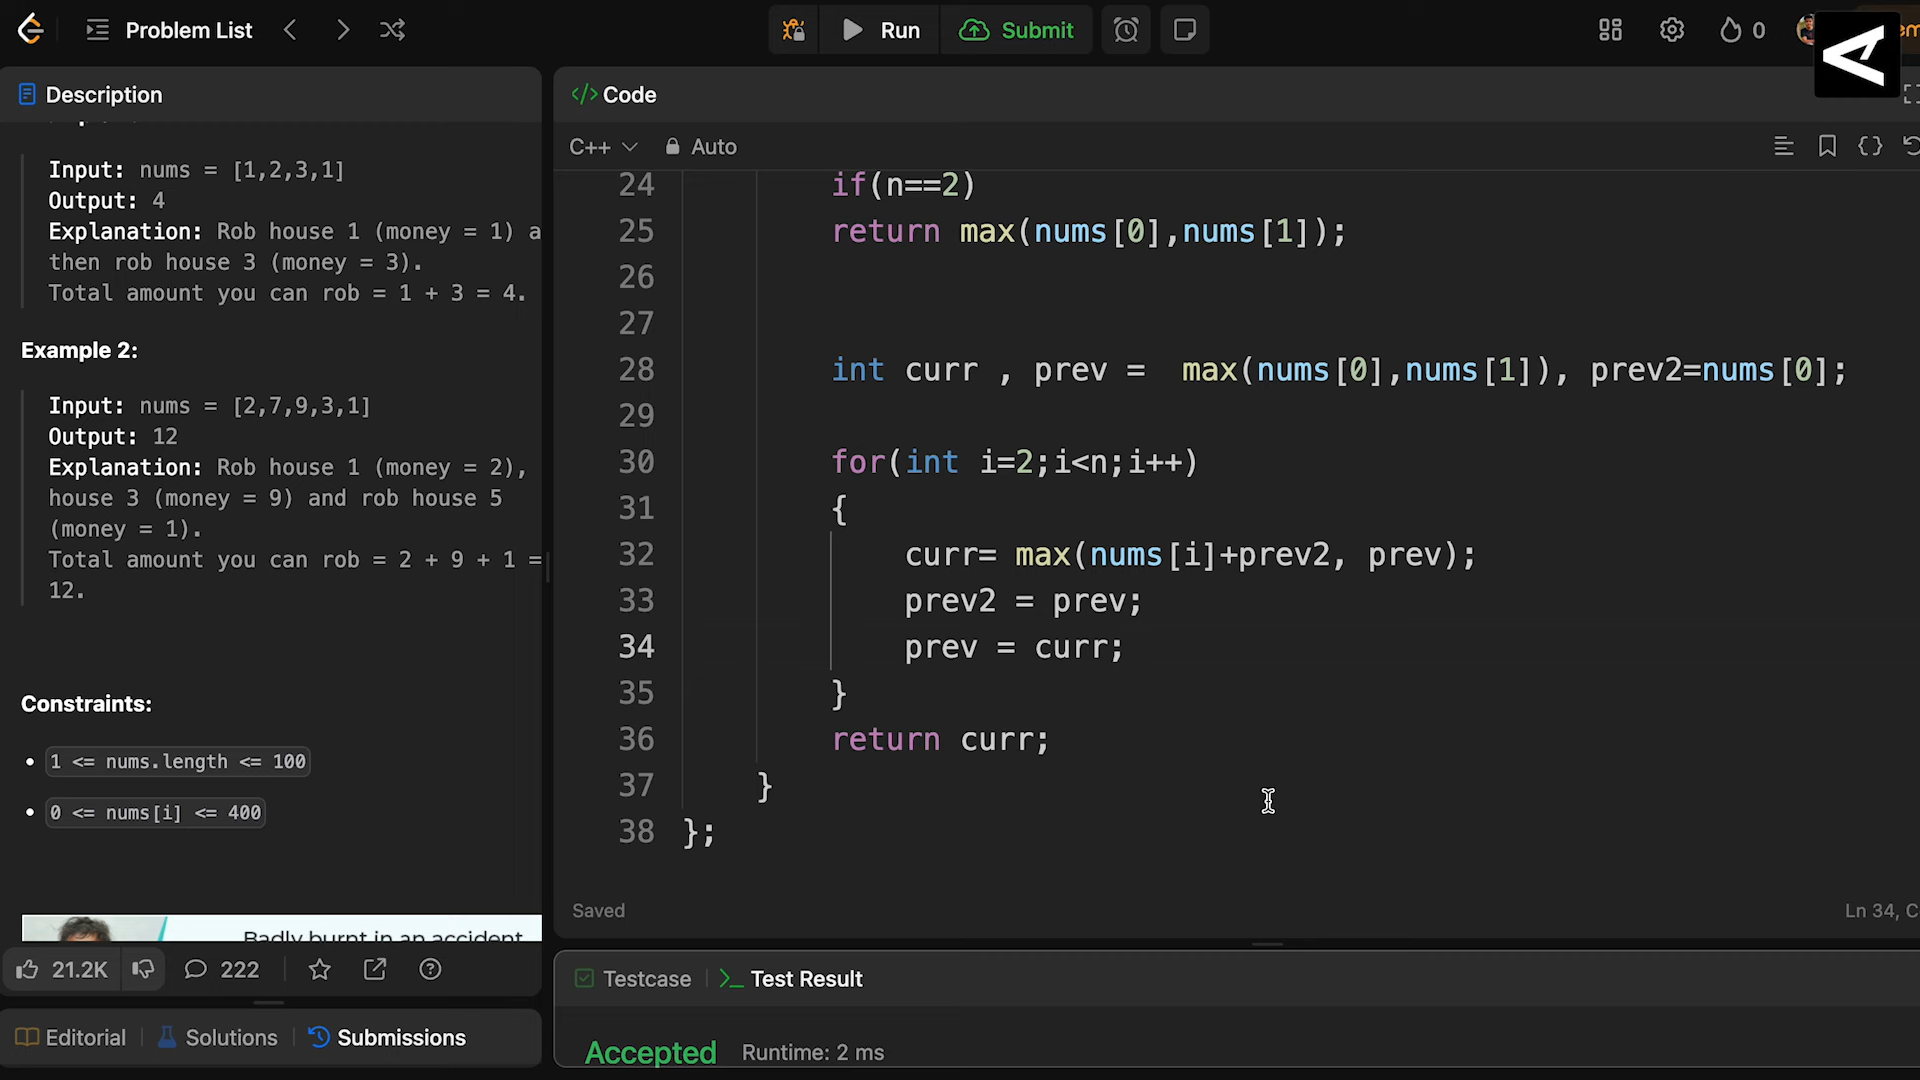 Problem List
Run
Submit
0
Description
Input: nums = [1,2,3,1]
Output: 4
Explanation: Rob house 1 (money = 1) a
then rob house 3 (money = 3).
Total amount you can rob = 1 + 3 = 4.
Example 2:
Input: nums = [2,7,9,3,1]
Output: 12
Explanation: Rob house 1 (money = 2),
house 3 (money = 9) and rob house 5
(money = 1).
Total amount you can rob = 2 + 9 + 1 =
12.
Constraints:
1 <= nums.length <= 100
0 <= nums[i] <= 400
Badly burnt in an accident
21.2K
222
Editorial
Solutions
Submissions
</> Code
C++
Auto
24 if(n==2)
25 return max(nums[0],nums[1]);
26
27
28 int curr , prev =  max(nums[0],nums[1]), prev2=nums[0];
29
30 for(int i=2;i<n;i++)
31 {
32 curr= max(nums[i]+prev2, prev);
33 prev2 = prev;
34 prev = curr;
35 }
36 return curr;
37 }
38 };
Saved
Ln 34, C
Testcase
Test Result
Accepted
Runtime: 2 ms